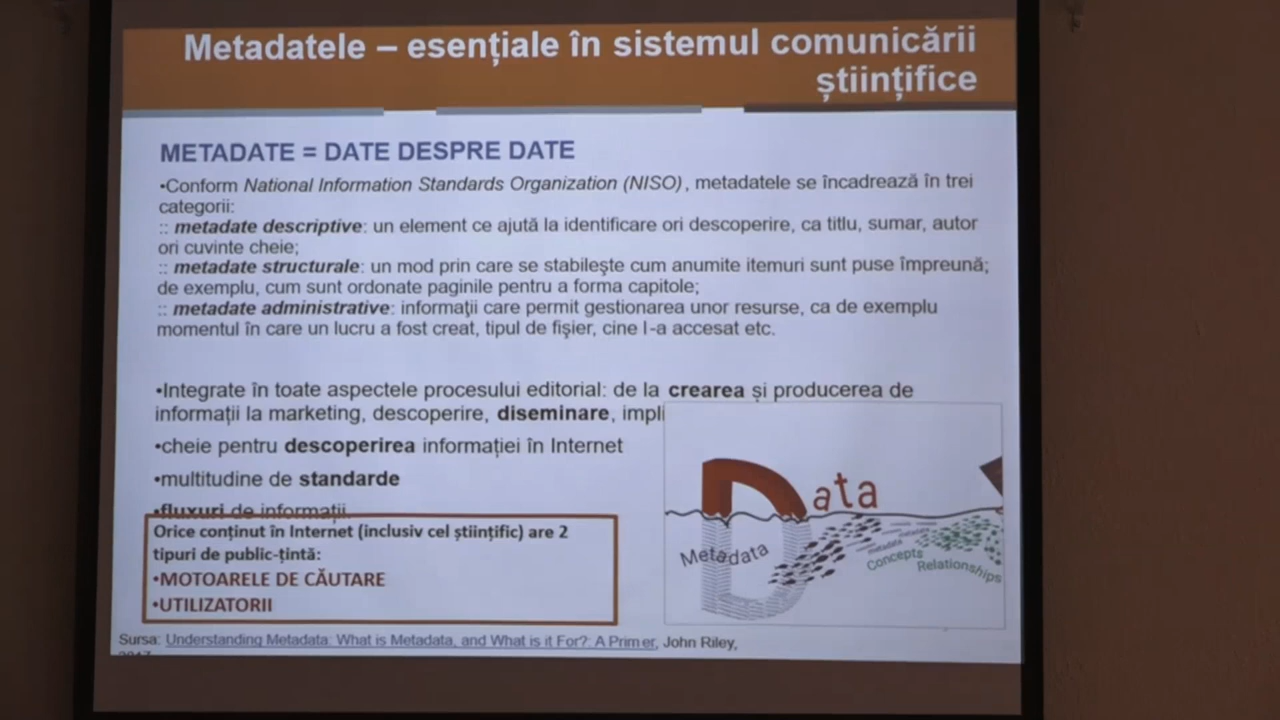 Metadatele – esențiale în sistemul comunicării
științifice
METADATE = DATE DESPRE DATE
•Conform National Information Standards Organization (NISO), metadatele se încadrează în trei
categorii:
:: metadate descriptive: un element ce ajută la identificare ori descoperire, ca titlu, sumar, autor
ori cuvinte cheie;
:: metadate structurale: un mod prin care se stabileşte cum anumite itemuri sunt puse împreună;
de exemplu, cum sunt ordonate paginile pentru a forma capitole;
:: metadate administrative: informaţii care permit gestionarea unor resurse, ca de exemplu
momentul în care un lucru a fost creat, tipul de fişier, cine l-a accesat etc.
•Integrate în toate aspectele procesului editorial: de la crearea și producerea de
informații la marketing, descoperire, diseminare, impli
•cheie pentru descoperirea informației în Internet
•multitudine de standarde
•fluxuri de informații
Orice conținut în Internet (inclusiv cel științific) are 2
tipuri de public-țintă:
•MOTOARELE DE CĂUTARE
•UTILIZATORII
Data
Metadata
metadata
Concepts
Relationships
Sursa: Understanding Metadata: What is Metadata, and What is it For?: A Primer, John Riley,